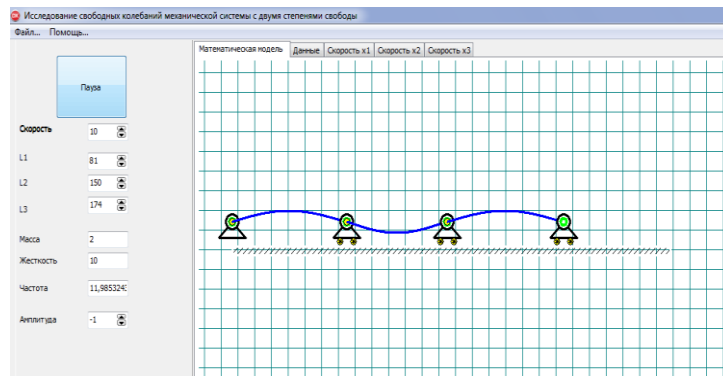 Исследование свободных колебаний механической системы с двумя степенями свободы
Файл... Помощь...
Математическая модель Данные Скорость x1 Скорость x2 Скорость x3
Пауза
Скорость 10
L1 81
L2 150
L3 174
Масса 2
Жесткость 10
Частота 11,9853243
Амплитуда -1